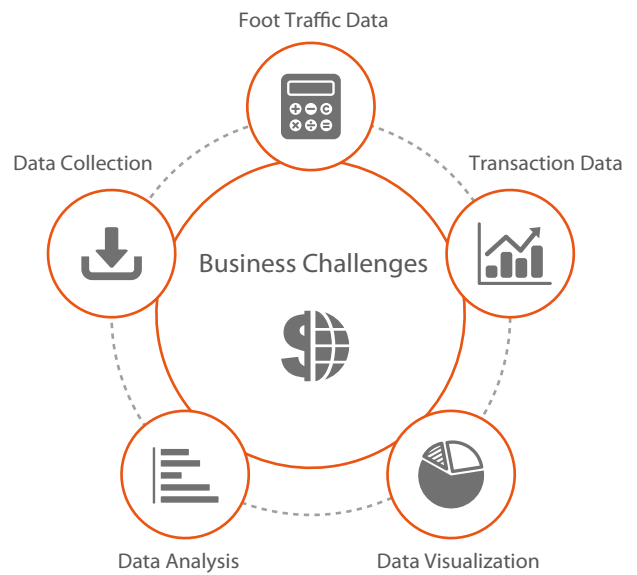 Foot Traffic Data
Data Collection
Transaction Data
Business Challenges
Data Analysis
Data Visualization